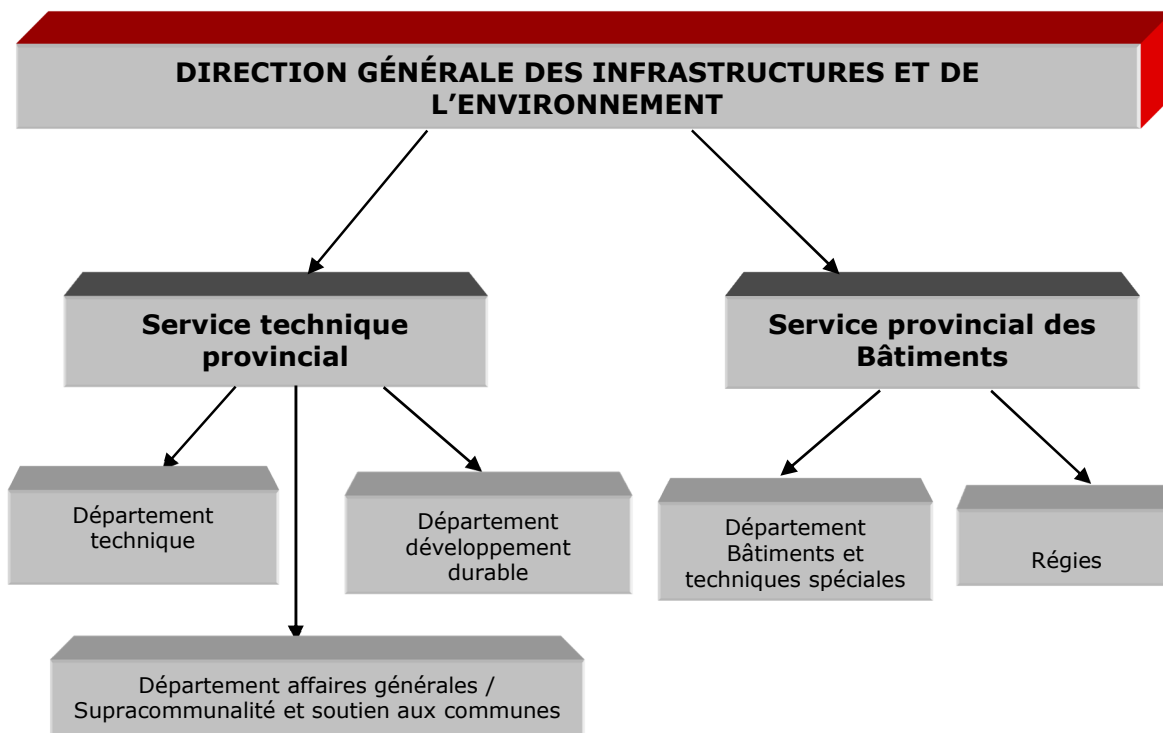 DIRECTION GÉNÉRALE DES INFRASTRUCTURES ET DE
L’ENVIRONNEMENT
Service technique
provincial
Service provincial des
Bâtiments
Département
technique
Département
développement
durable
Département
Bâtiments et
techniques spéciales
Régies
Département affaires générales /
Supracommunalité et soutien aux communes